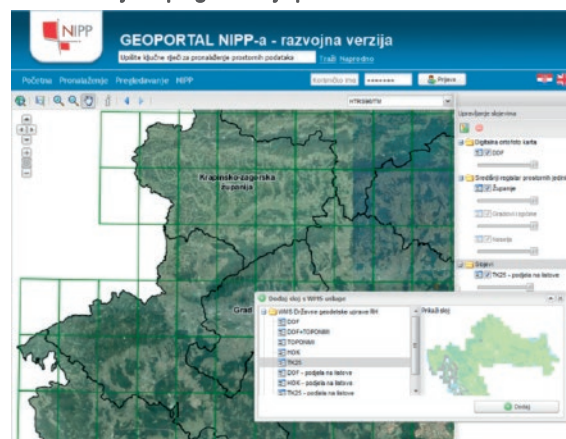 NIPP
GEOPORTAL NIPP-a - razvojna verzija
Upišite ključne riječi za pronalaženje prostornih podataka
Traži Napredno
Početna Pronalaženje Pregledavanje NIPP
Korisničko ime
Prijava
HTRS96/TM
Upravljanje slojevima
Digitalna ortofoto karta
DOF
Središnji registar prostornih jedini
Županije
Gradovi i općine
Naselja
Slojevi
TK25 - podjela na listove
Krapinsko-zagorska
županija
Grad
Dodaj sloj s WMS usluge
WMS Državne geodetske uprave RH
DOF
DOF+TOPONIMI
TOPONIMI
HOK
TK25
DOF - podjela na listove
HOK - podjela na listove
TK25 - podjela na listove
Prikaži sloj
Dodaj